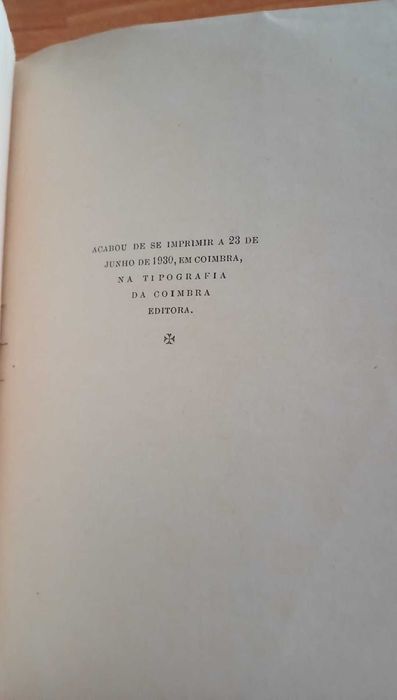 ACABOU DE SE IMPRIMIR A 23 DE
JUNHO DE 1930, EM COIMBRA,
NA TIPOGRAFIA
DA COIMBRA
EDITORA.